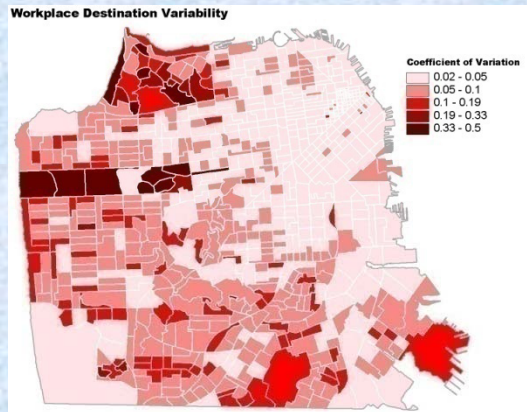 Workplace Destination Variability
Coefficient of Variation
0.02 - 0.05
0.05 - 0.1
0.1 - 0.19
0.19 - 0.33
0.33 - 0.5